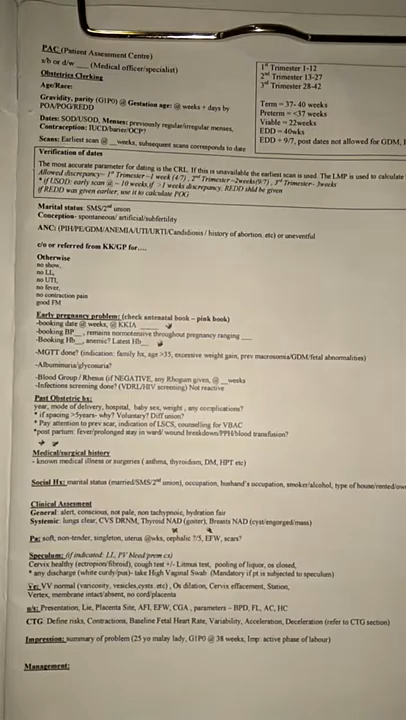 PAC (Patient Assessment Centre)
s/b or d/w ___ (Medical officer/specialist)
Obstetrics Clerking
Age/Race:
Gravidity, parity (G1P0) @ Gestation age: @ weeks + days by
POA/POG/REDD
Dates: SOD/USOD, Menses: previously regular/irregular menses,
Contraception: IUCD/barier/OCP?
Scans: Earliest scan @ __ weeks, subsequent scans corresponds to date
1st Trimester 1-12
2nd Trimester 13-27
3rd Trimester 28-42
Term = 37- 40 weeks
Preterm = <37 weeks
Viable = 22weeks
EDD = 40wks
EDD + 9/7, post dates not allowed for GDM,
Verification of dates
The most accurate parameter for dating is the CRL. If this is unavailable the earliest scan is used. The LMP is used to calculate
Allowed discrepancy= 1st Trimester ~1 week (4/7), 2nd Trimester~2weeks(9/7), 3rd Trimester- 3weeks
* if USOD: early scan @ ~ 10 weeks, if >1 weeks discrepancy, REDD shld be given
if REDD was given earlier, use it to calculate POG
Marital status: SMS/2nd union
Conception- spontaneous/ artificial/subfertility
ANC: (PIH/PE/GDM/ANEMIA/UTI/URTI/Candidiosis / history of abortion, etc) or uneventful
c/o or referred from KK/GP for....
Otherwise
no show,
no LL,
no UTI,
no fever,
no contraction pain
good FM
Early pregnancy problem: (check antenatal book – pink book)
-booking date @ weeks, @ KKIA ____
-booking BP__, remains normotensive throughout pregnancy ranging ___
-Booking Hb__, anemic? Latest Hb__
-MGTT done? (indication: family hx, age >35, excessive weight gain, prev macrosomia/GDM/fetal abnormalities)
-Albuminuria/glycosuria?
-Blood Group / Rhesus (if NEGATIVE, any Rhogam given, @ __ weeks
-Infections screening done? (VDRL/HIV screening) Not reactive
Past Obstetric hx:
year, mode of delivery, hospital, baby sex, weight, any complications?
* if spacing >5years- why? Voluntary? Diff union?
* Pay attention to prev scar, indication of LSCS, counselling for VBAC
*post partum: fever/prolonged stay in ward/ wound breakdown/PPH/blood transfusion?
Medical/surgical history
- known medical illness or surgeries ( asthma, thyroidism, DM, HPT etc)
Social Hx: marital status (married/SMS/2nd union), occupation, husband's occupation, smoker/alcohol, type of house/rented/own
Clinical Assesment
General: alert, conscious, not pale, non tachypnoic, hydration fair
Systemic: lungs clear, CVS DRNM, Thyroid NAD (goiter), Breasts NAD (cyst/engorged/mass)
Pa: soft, non-tender, singleton, uterus @wks, cephalic ?/5, EFW, scars?
Speculum: (if indicated: LL, PV bleed/prem cx)
Cervix healthy (ectropion/fibroid), cough test +/- Litmus test, pooling of liquor, os closed,
* any discharge (white curdy/pus)- take High Vaginal Swab (Mandatory if pt is subjected to speculum)
Ve: VV normal (varicosity, vesicles,cysts.etc) , Os dilation, Cervix effacement, Station,
Vertex, membrane intact/absent, no cord/placenta
u/s: Presentation, Lie, Placenta Site, AFI, EFW, CGA , parameters – BPD, FL, AC, HC
CTG: Define risks, Contractions, Baseline Fetal Heart Rate, Variability, Acceleration, Deceleration (refer to CTG section)
Impression: summary of problem (25 yo malay lady, G1P0 @ 38 weeks, Imp: active phase of labour)
Management: